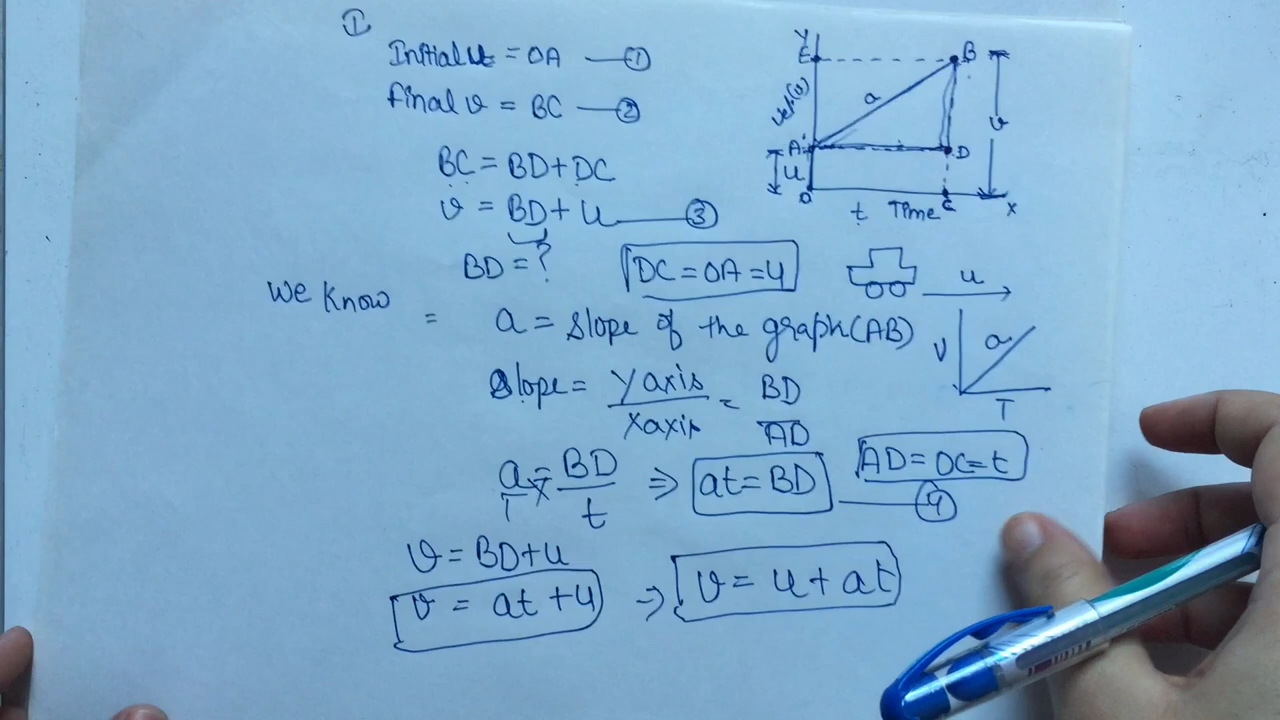 ①
Initial u = OA —①
final v = BC —②
BC = BD + DC
v = BD + u —③
BD = ?
DC = OA = u
We know
= a = slope of the graph (AB)
Slope = y axis / x axis = BD / AD
a/1 = BD/t ⇒ at = BD —④
AD = OC = t
v = BD + u
v = at + u ⇒ v = u + at
Y
E
B
a
v
A
D
u
O
t Time C X
u
V
a
T